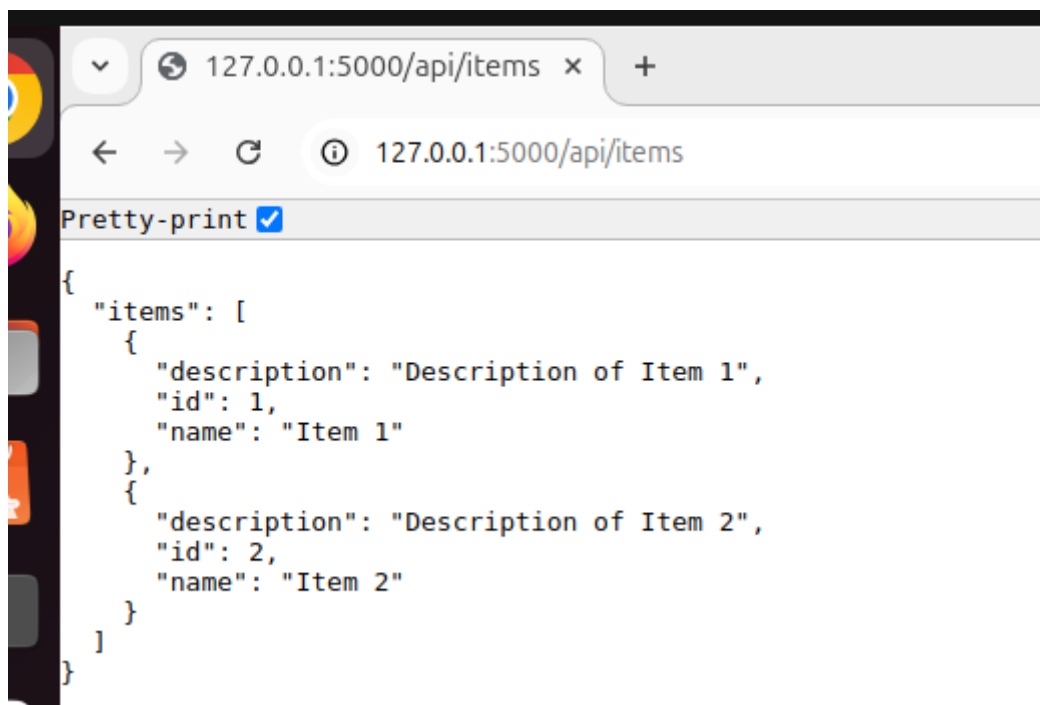 127.0.0.1:5000/api/items
127.0.0.1:5000/api/items
Pretty-print
{
  "items": [
    {
      "description": "Description of Item 1",
      "id": 1,
      "name": "Item 1"
    },
    {
      "description": "Description of Item 2",
      "id": 2,
      "name": "Item 2"
    }
  ]
}